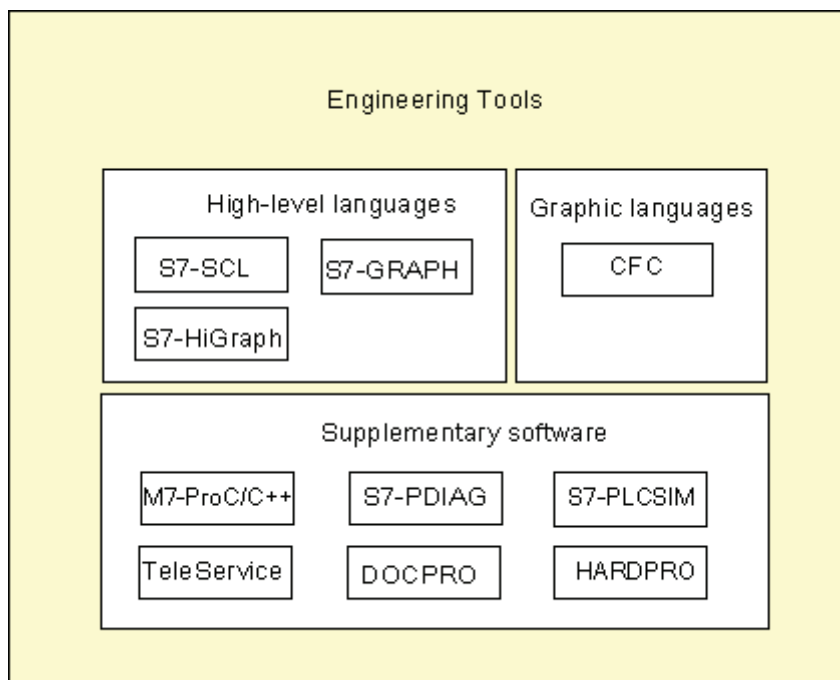 Engineering Tools
High-level languages
S7-SCL
S7-GRAPH
S7-HiGraph
Graphic languages
CFC
Supplementary software
M7-ProC/C++
S7-PDIAG
S7-PLCSIM
TeleService
DOCPRO
HARDPRO